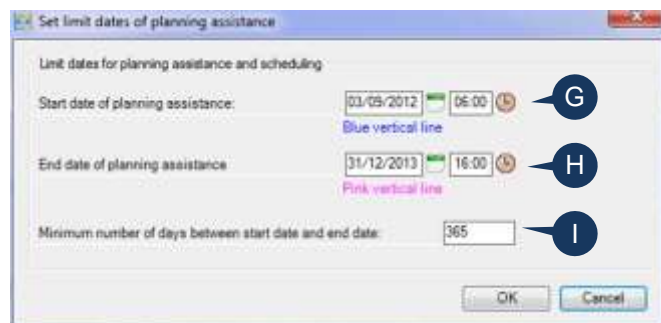 Set limit dates of planning assistance
Limit dates for planning assistance and scheduling
Start date of planning assistance: 03/09/2012 06:00 G
Blue vertical line
End date of planning assistance 31/12/2013 16:00 H
Pink vertical line
Minimum number of days between start date and end date: 365 I
OK Cancel